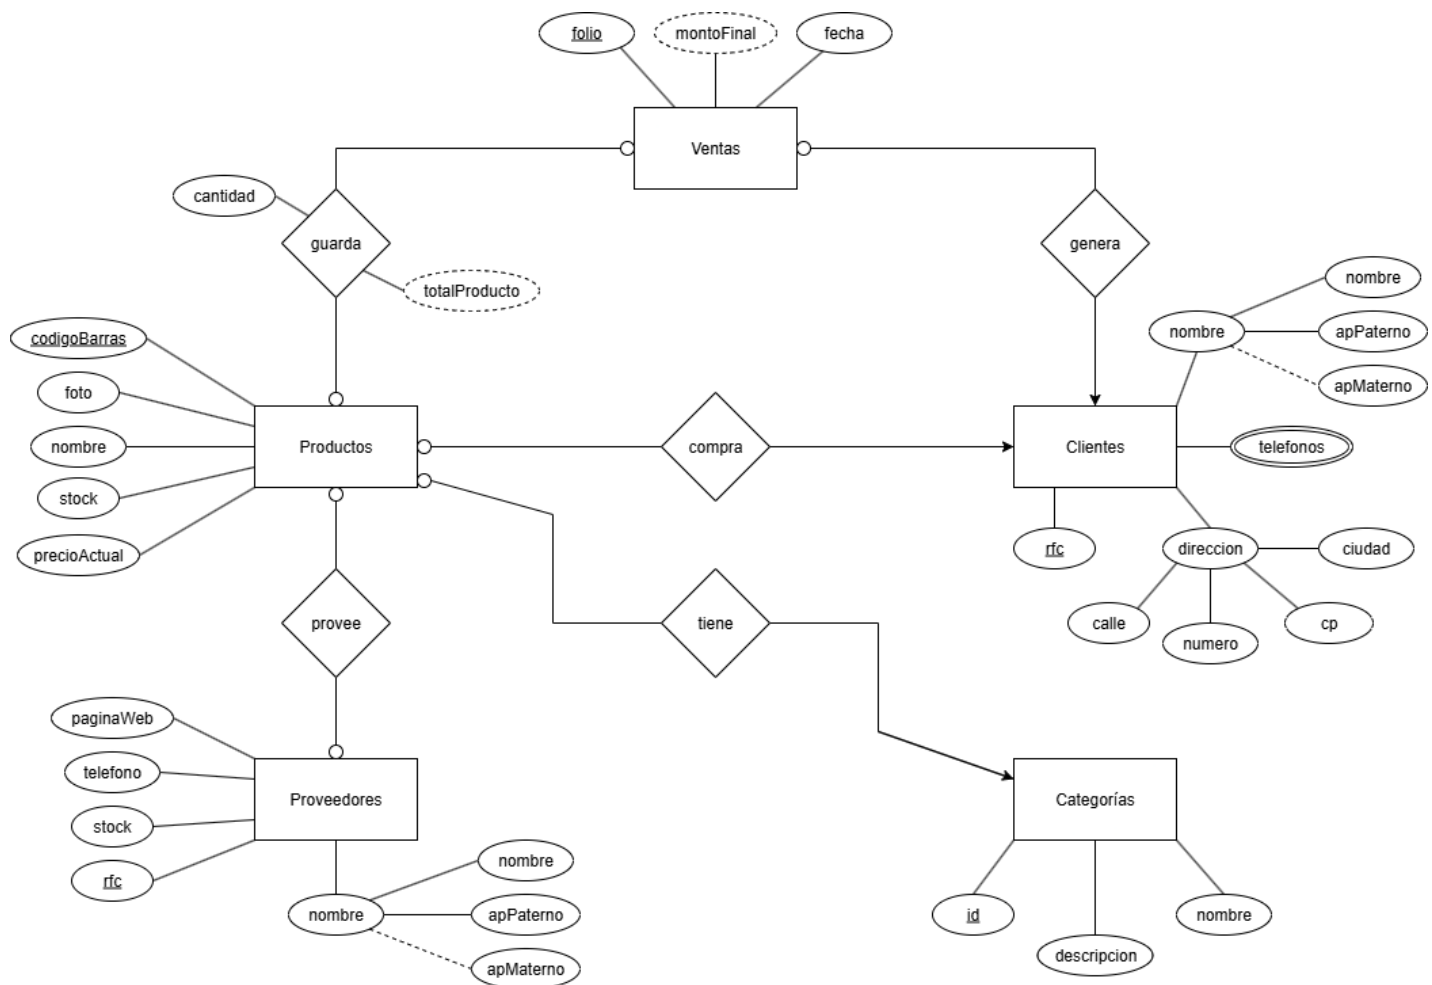 folio
montoFinal
fecha
Ventas
cantidad
guarda
genera
totalProducto
nombre
codigoBarras
nombre
apPaterno
foto
apMaterno
nombre
Productos
compra
Clientes
telefonos
stock
precioActual
rfc
direccion
ciudad
provee
tiene
calle
cp
numero
paginaWeb
telefono
Proveedores
Categorías
stock
nombre
rfc
nombre
apPaterno
id
nombre
descripcion
apMaterno